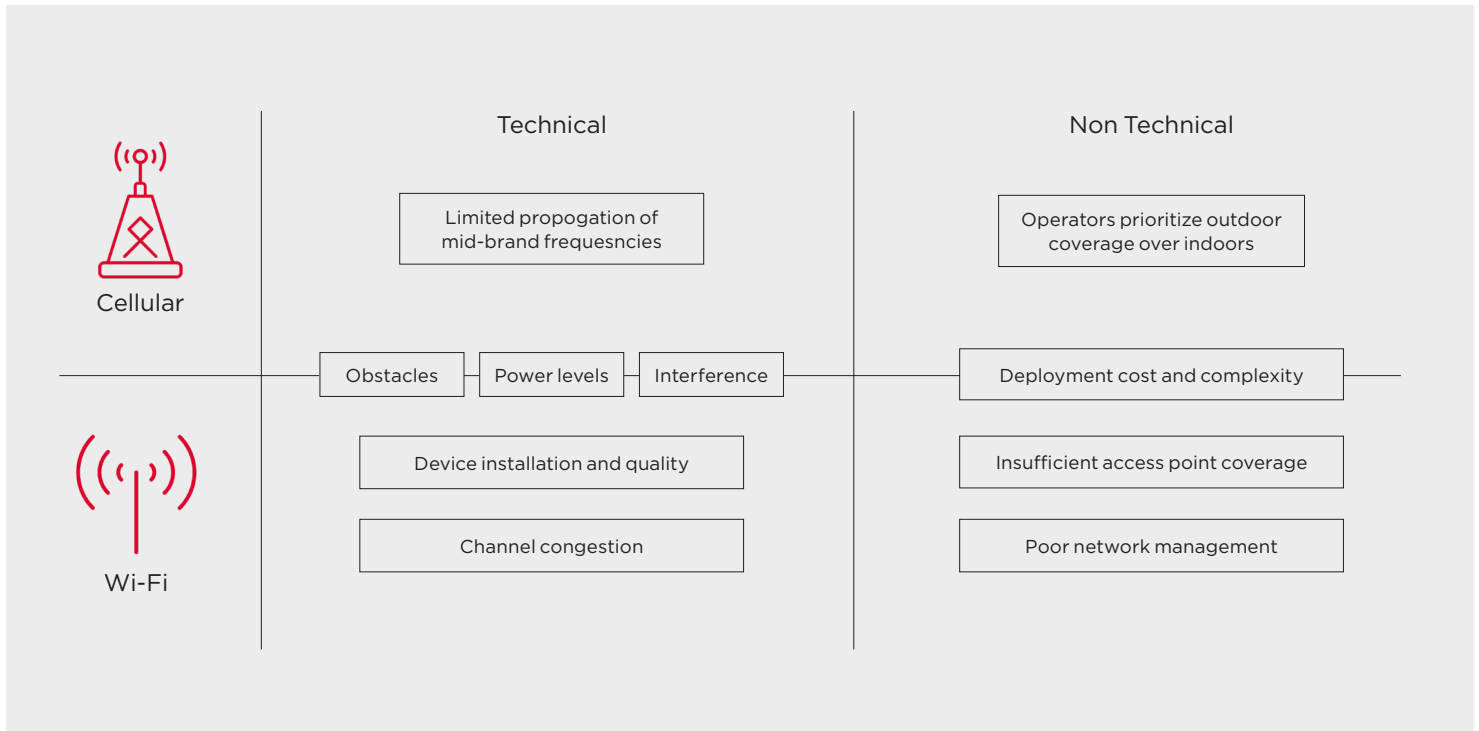 Technical
Non Technical
Limited propogation of
mid-brand frequesncies
Operators prioritize outdoor
coverage over indoors
Cellular
Obstacles
Power levels
Interference
Deployment cost and complexity
Device installation and quality
Insufficient access point coverage
Channel congestion
Poor network management
Wi-Fi